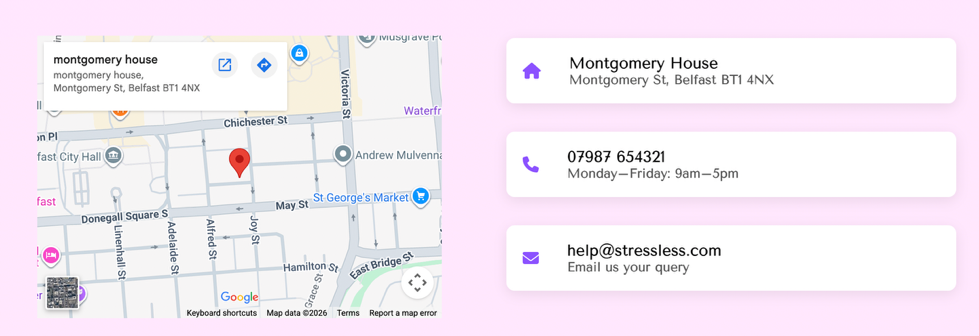 Musgrave P
montgomery house
montgomery house,
Montgomery St, Belfast BT1 4NX
Victoria St
Waterfr
Chichester St
on Pl
fast City Hall
Andrew Mulvenna
fast
St George's Market
May St
Donegall Square S
Linenhall St
Adelaide St
Alfred St
Joy St
Hamilton St
East Bridge St
Grace St
er
Google
Keyboard shortcuts
Map data ©2026
Terms
Report a map error
Montgomery House
Montgomery St, Belfast BT1 4NX
07987 654321
Monday–Friday: 9am–5pm
help@stressless.com
Email us your query